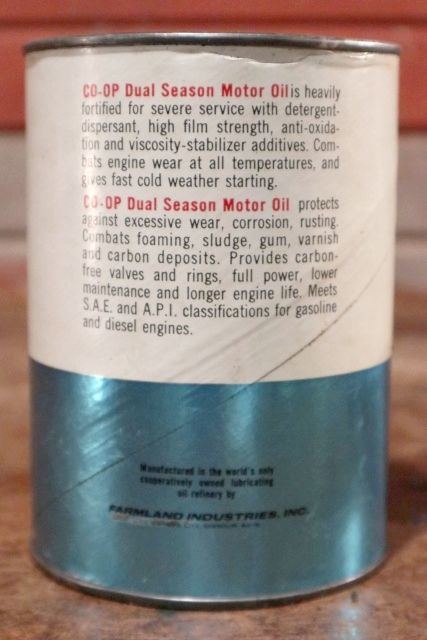 CO-OP Dual Season Motor Oil is heavily
fortified for severe service with detergent-
dispersant, high film strength, anti-oxida-
tion and viscosity-stabilizer additives. Com-
bats engine wear at all temperatures, and
gives fast cold weather starting.
CO-OP Dual Season Motor Oil protects
against excessive wear, corrosion, rusting.
Combats foaming, sludge, gum, varnish
and carbon deposits. Provides carbon-
free valves and rings, full power, lower
maintenance and longer engine life. Meets
S.A.E. and A.P.I. classifications for gasoline
and diesel engines.
Manufactured in the world's only
cooperatively owned lubricating
oil refinery by
FARMLAND INDUSTRIES, INC.